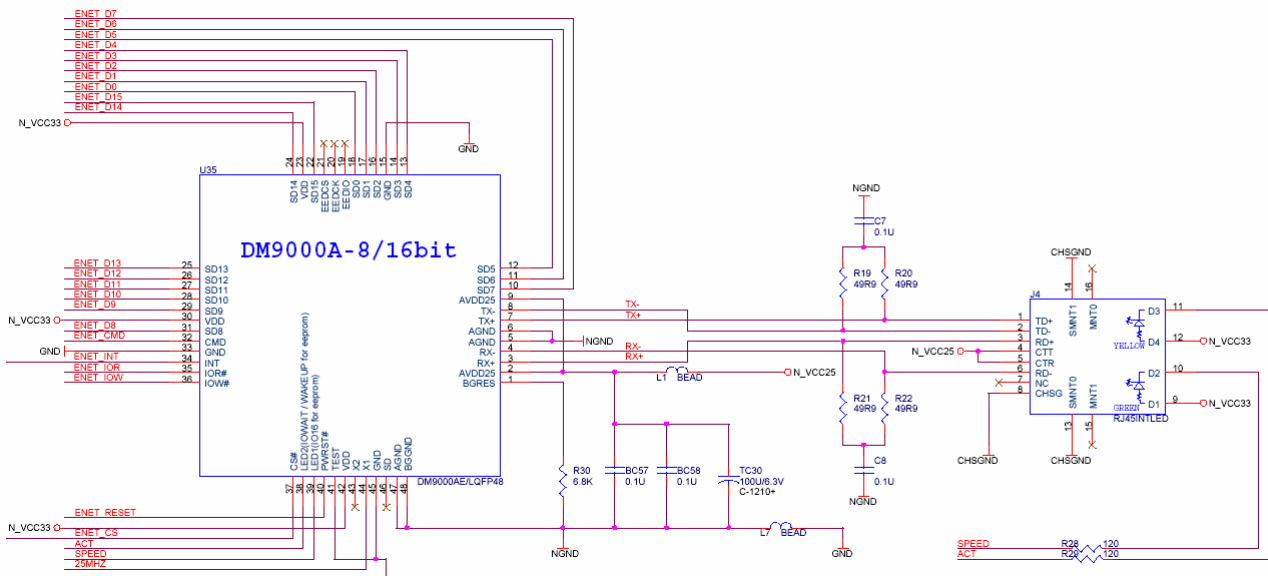 ENET_D7
ENET_D6
ENET_D5
ENET_D4
ENET_D3
ENET_D2
ENET_D1
ENET_D0
ENET_D15
ENET_D14
N_VCC33
GND
U35
24 23 22 21 20 19 18 17 16 15 14 13
SD14 VDD SD15 EEDCS EEDCK EEDIO SD0 SD1 SD2 GND SD3 SD4
DM9000A-8/16bit
ENET_D13 25 SD13
ENET_D12 26 SD12
ENET_D11 27 SD11
ENET_D10 28 SD10
ENET_D9 29 SD9
N_VCC33 30 VDD
ENET_D8 31 SD8
ENET_CMD 32 CMD
GND 33 GND
ENET_INT 34 INT
ENET_IOR 35 IOR#
ENET_IOW 36 IOW#
SD5 12
SD6 11
SD7 10
AVDD25 9
TX- 8
TX+ 7
AGND 6
AGND 5
RX- 4
RX+ 3
AVDD25 2
BGRES 1
TX-
TX+
NGND
RX-
RX+
L1 BEAD
N_VCC25
CS# LED2(IOWAIT / WAKEUP for eeprom) LED1(IO16 for eeprom) PWRST# TEST VDD X2 X1 GND SD AGND BGGND
37 38 39 40 41 42 43 44 45 46 47 48
DM9000AE/LQFP48
ENET_RESET
N_VCC33
ENET_CS
ACT
SPEED
25MHZ
R30
6.8K
BC57
0.1U
BC58
0.1U
TC30
100U/6.3V
C-1210+
L7 BEAD
NGND
GND
NGND
C7
0.1U
R19
49R9
R20
49R9
R21
49R9
R22
49R9
C8
0.1U
NGND
N_VCC25
CHSGND
14 16
J4
SMNT1 MNT0
1 TD+
2 TD-
3 RD+
4 CTT
5 CTR
6 RD-
7 NC
8 CHSG
D3 11
YELLOW
D4 12 N_VCC33
D2 10
GREEN
D1 9 N_VCC33
SMNT0 MNT1
RJ45INTLED
13 15
CHSGND
CHSGND
SPEED R28 120
ACT R29 120